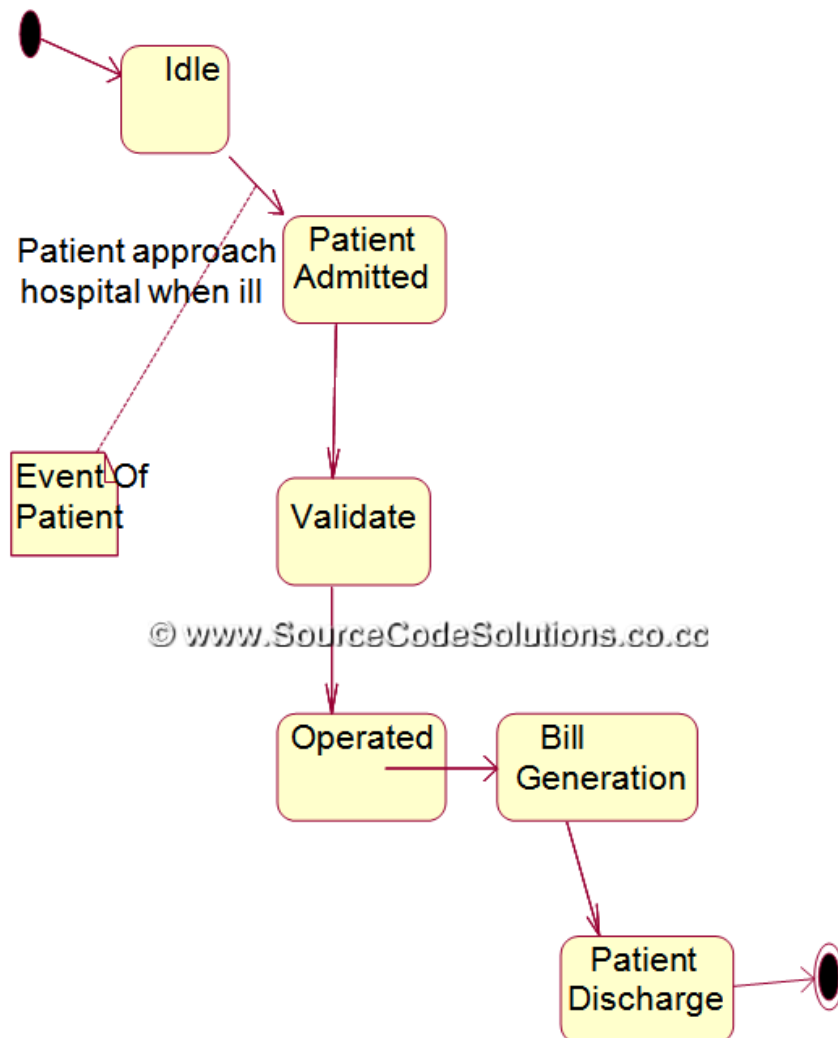 Idle
Patient approach
hospital when ill
Patient
Admitted
Event Of
Patient
Validate
© www.SourceCodeSolutions.co.cc
Operated
Bill
Generation
Patient
Discharge